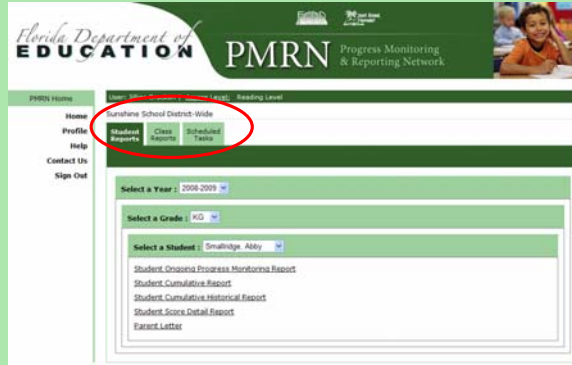 Florida Department of
EDUCATION
PMRN Progress Monitoring
& Reporting Network
PMRN Home
User: Level: Reading Level
Home
Sunshine School District-Wide
Profile
Student Reports
Class Reports
Scheduled Tasks
Help
Contact Us
Sign Out
Select a Year : 2008-2009
Select a Grade : KG
Select a Student : Smallridge, Abby
Student Ongoing Progress Monitoring Report
Student Cumulative Report
Student Cumulative Historical Report
Student Score Detail Report
Parent Letter